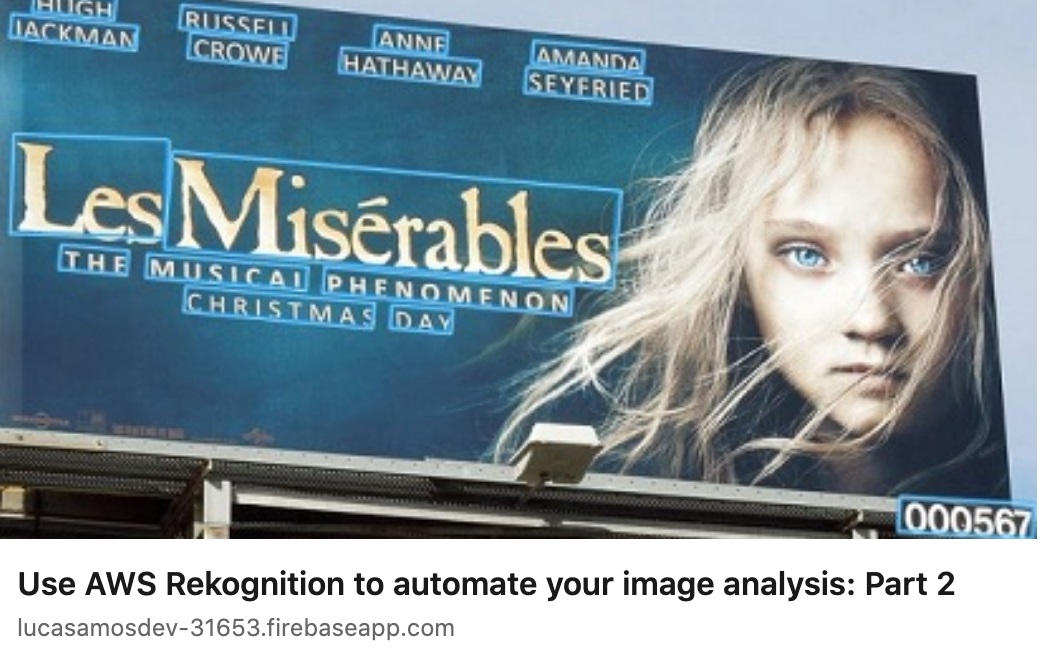 HUGH
JACKMAN
RUSSELL
CROWE
ANNE
HATHAWAY
AMANDA
SEYFRIED
Les Misérables
THE MUSICAL PHENOMENON
CHRISTMAS DAY
000567
Use AWS Rekognition to automate your image analysis: Part 2
lucasamosdev-31653.firebaseapp.com